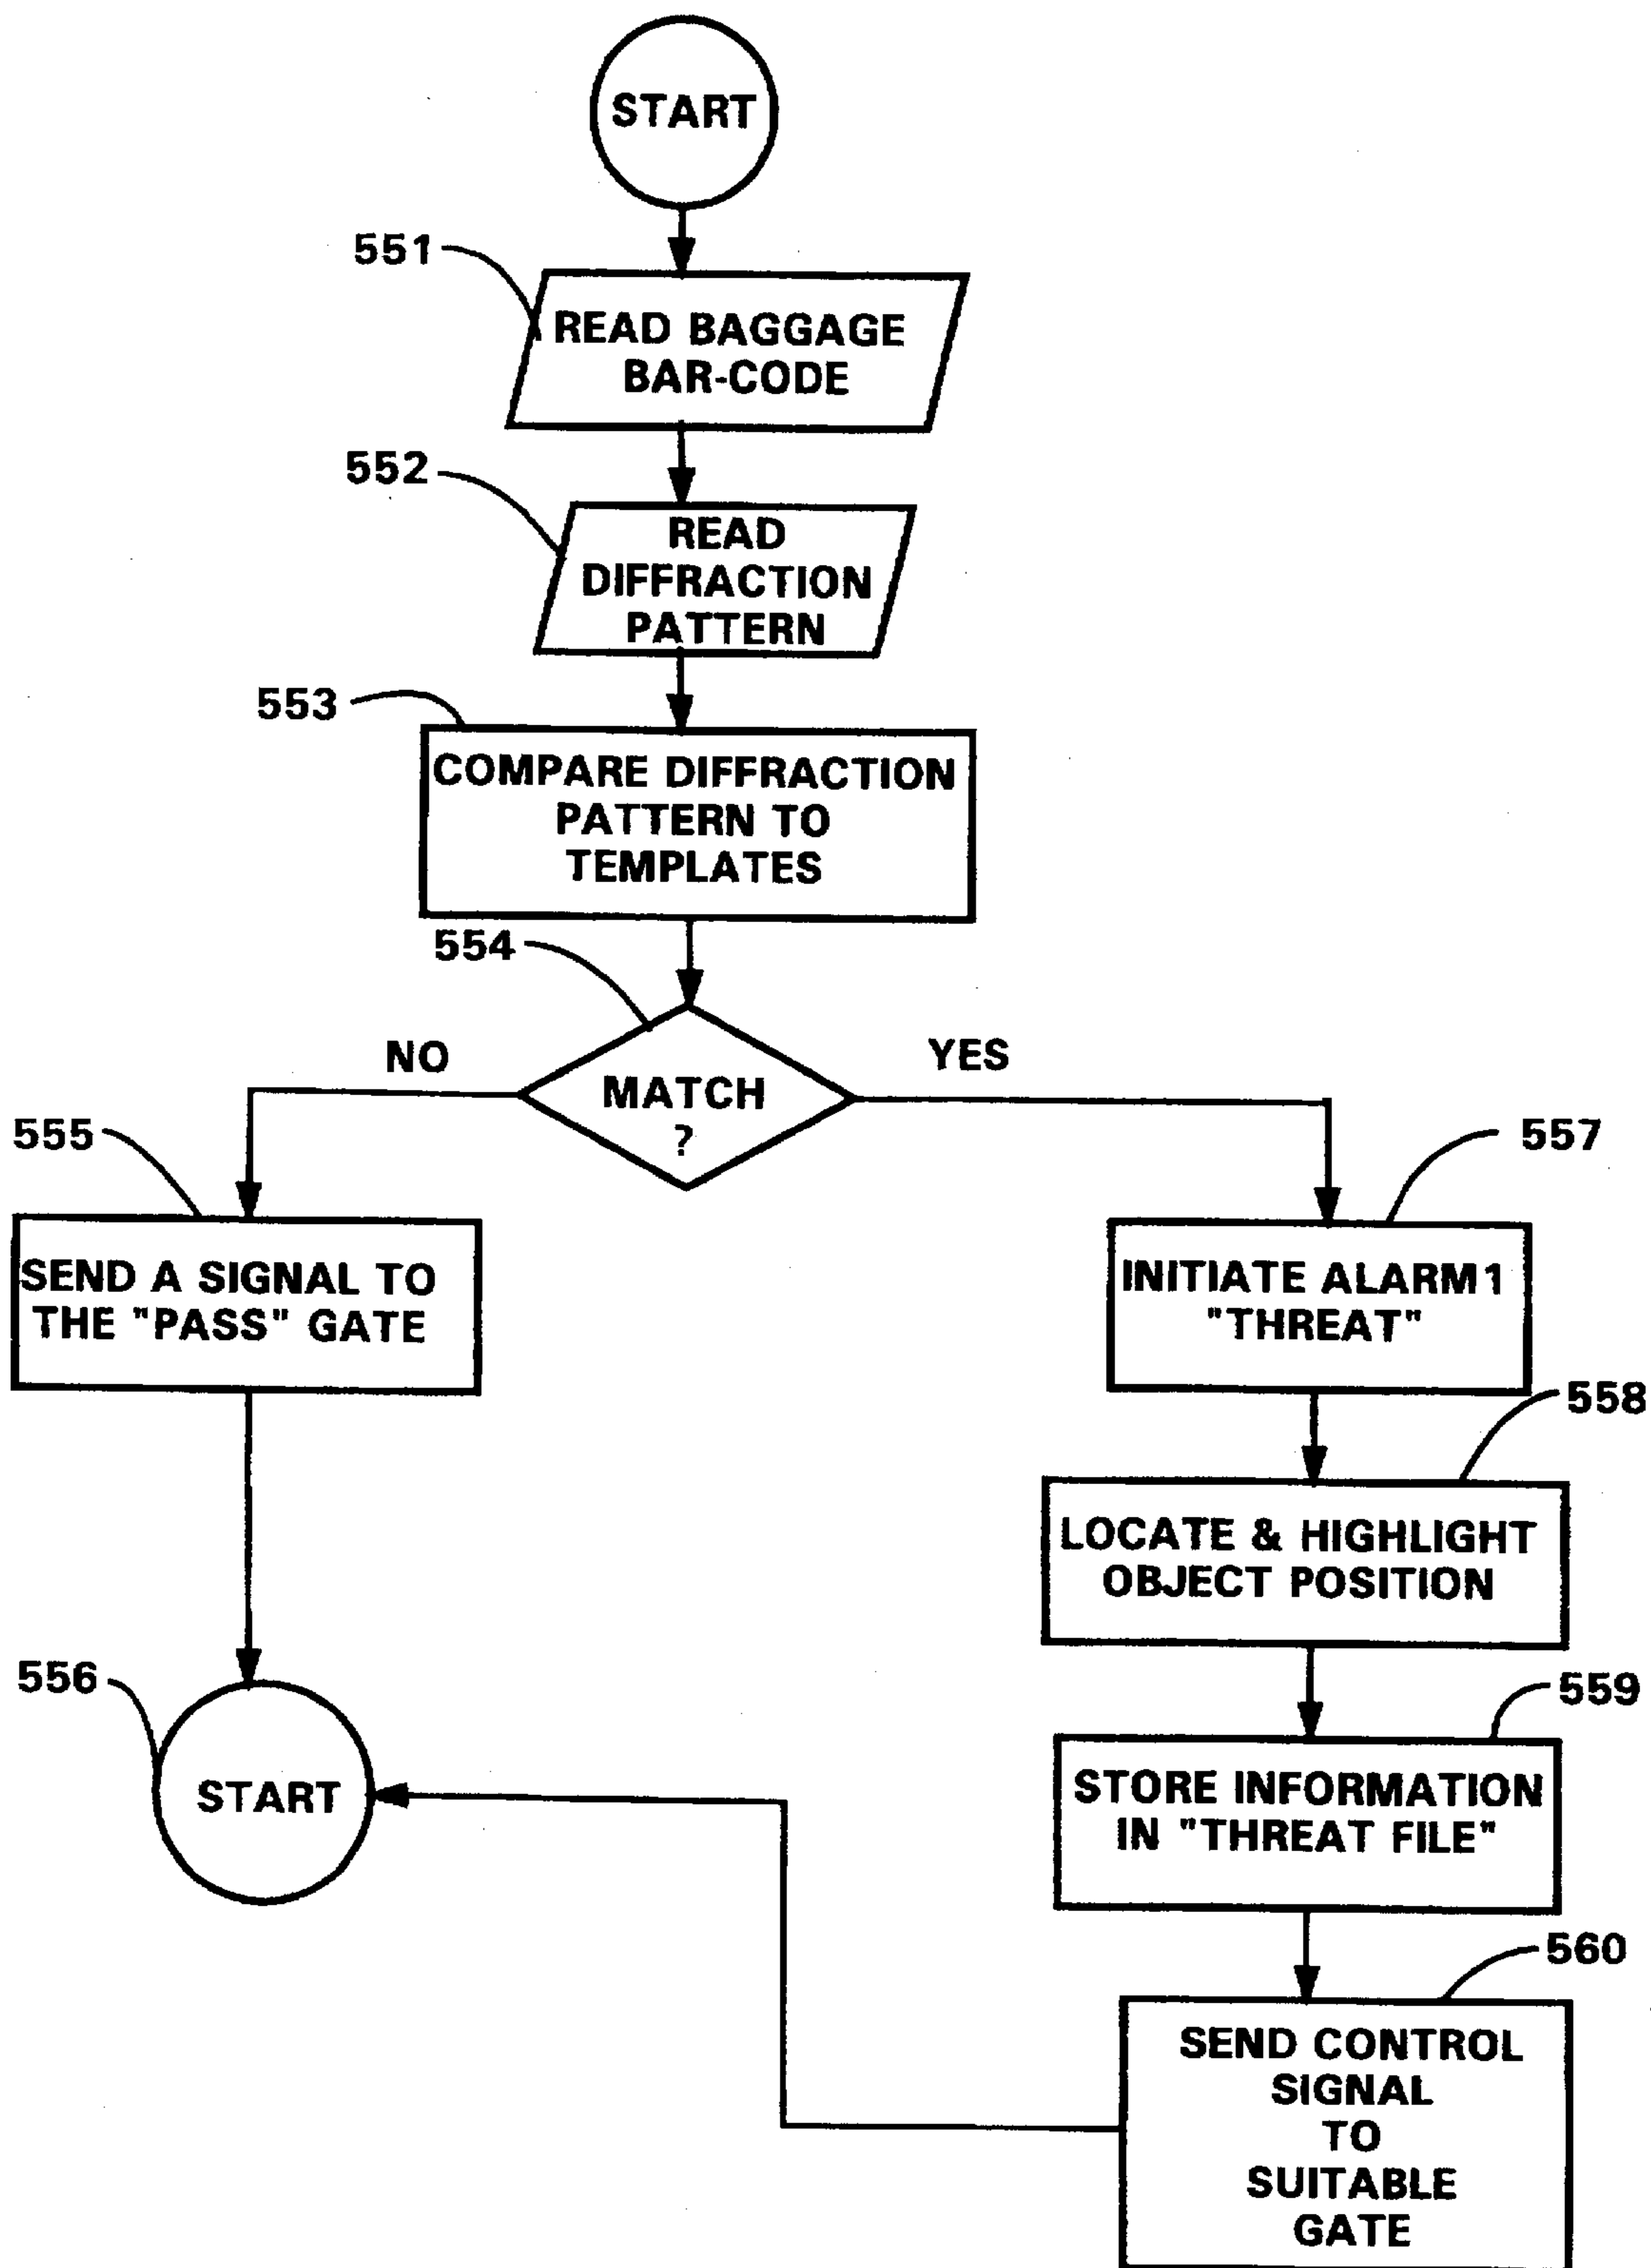 START
551
READ BAGGAGE
BAR-CODE
552
READ
DIFFRACTION
PATTERN
553
COMPARE DIFFRACTION
PATTERN TO
TEMPLATES
554
NO
YES
MATCH
?
555
557
SEND A SIGNAL TO
THE "PASS" GATE
INITIATE ALARM 1
"THREAT"
558
LOCATE & HIGHLIGHT
OBJECT POSITION
556
START
559
STORE INFORMATION
IN "THREAT FILE"
560
SEND CONTROL
SIGNAL
TO
SUITABLE
GATE